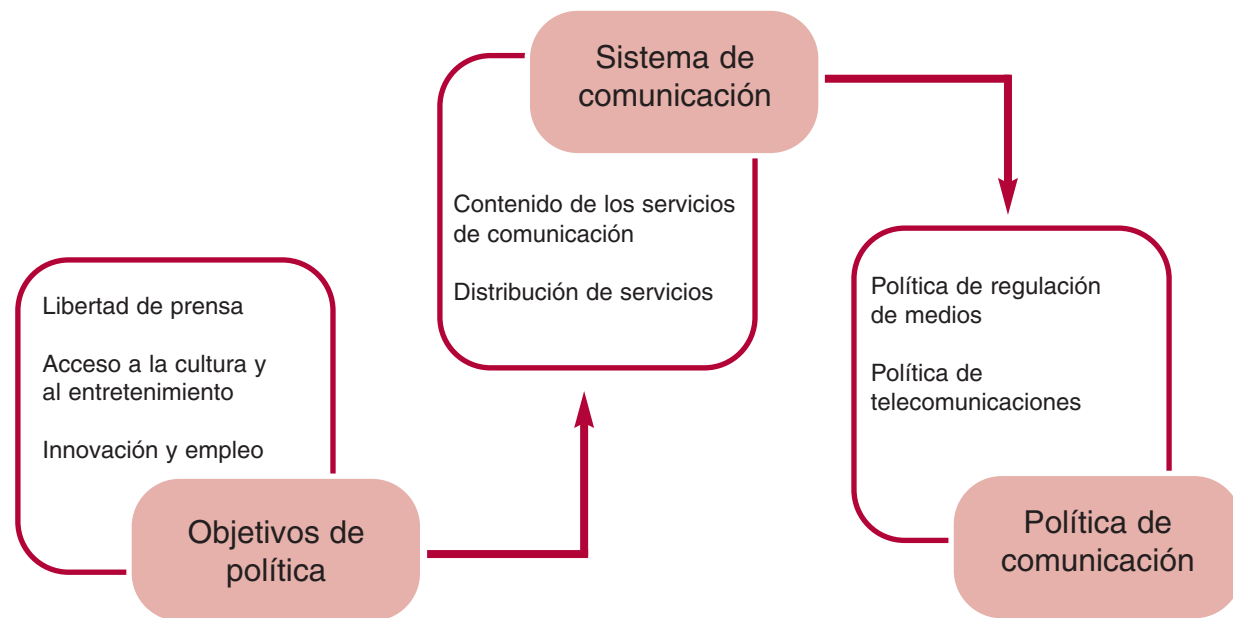 Libertad de prensa
Acceso a la cultura y
al entretenimiento
Innovación y empleo
Objetivos de
política
Sistema de
comunicación
Contenido de los servicios
de comunicación
Distribución de servicios
Política de regulación
de medios
Política de
telecomunicaciones
Política de
comunicación